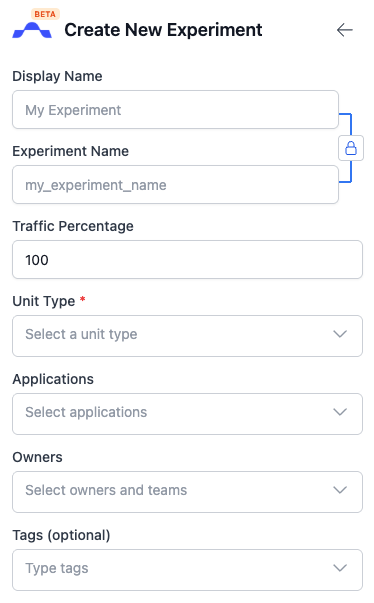 BETA
Create New Experiment
Display Name
My Experiment
Experiment Name
my_experiment_name
Traffic Percentage
100
Unit Type *
Select a unit type
Applications
Select applications
Owners
Select owners and teams
Tags (optional)
Type tags